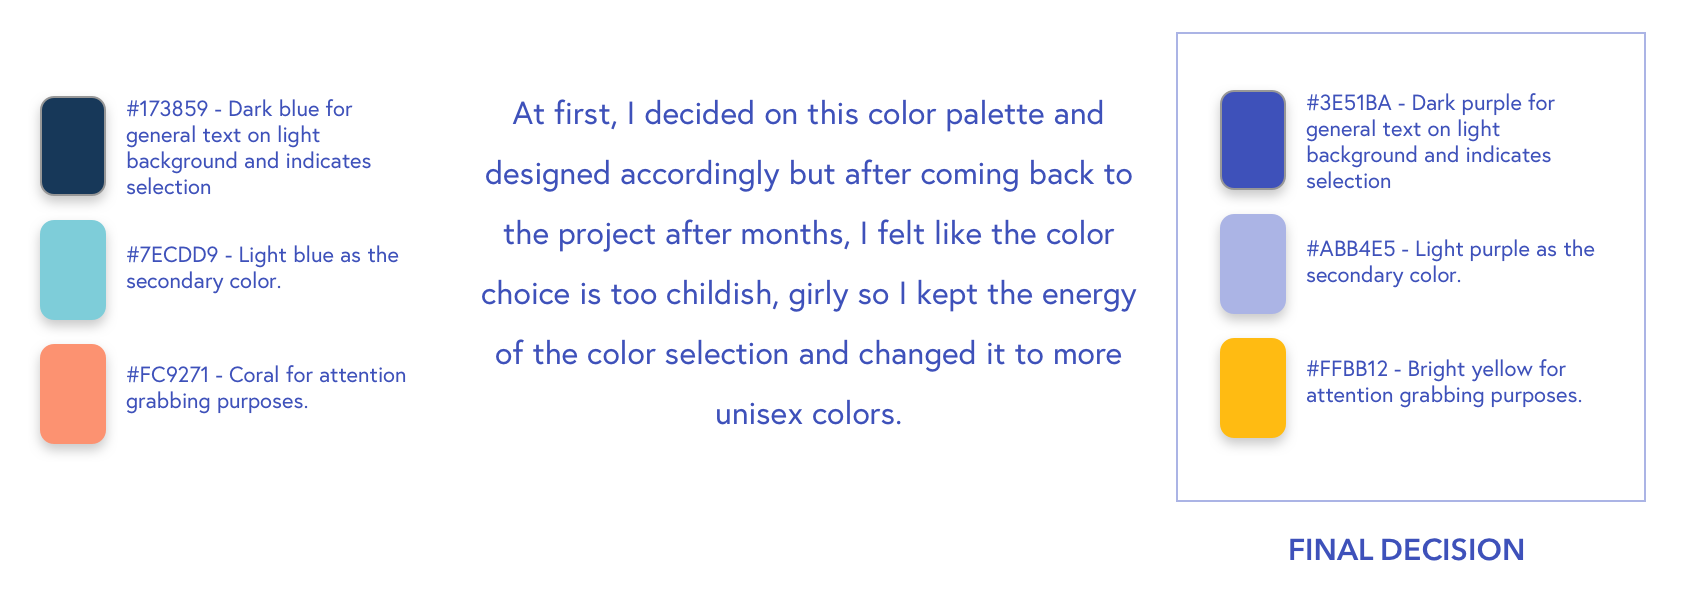 #173859 - Dark blue for
general text on light
background and indicates
selection
#7ECDD9 - Light blue as the
secondary color.
#FC9271 - Coral for attention
grabbing purposes.
At first, I decided on this color palette and
designed accordingly but after coming back to
the project after months, I felt like the color
choice is too childish, girly so I kept the energy
of the color selection and changed it to more
unisex colors.
#3E51BA - Dark purple for
general text on light
background and indicates
selection
#ABB4E5 - Light purple as the
secondary color.
#FFBB12 - Bright yellow for
attention grabbing purposes.
FINAL DECISION